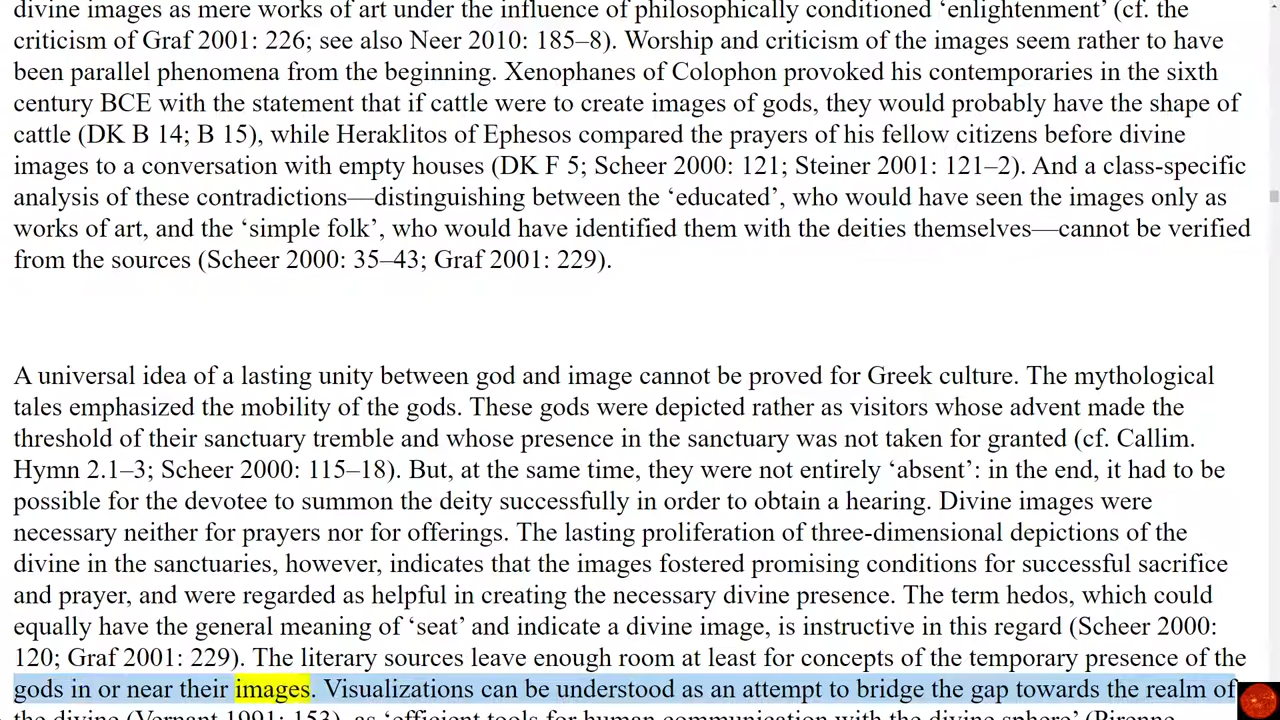 divine images as mere works of art under the influence of philosophically conditioned ‘enlightenment’ (cf. the
criticism of Graf 2001: 226; see also Neer 2010: 185–8). Worship and criticism of the images seem rather to have
been parallel phenomena from the beginning. Xenophanes of Colophon provoked his contemporaries in the sixth
century BCE with the statement that if cattle were to create images of gods, they would probably have the shape of
cattle (DK B 14; B 15), while Heraklitos of Ephesos compared the prayers of his fellow citizens before divine
images to a conversation with empty houses (DK F 5; Scheer 2000: 121; Steiner 2001: 121–2). And a class-specific
analysis of these contradictions—distinguishing between the ‘educated’, who would have seen the images only as
works of art, and the ‘simple folk’, who would have identified them with the deities themselves—cannot be verified
from the sources (Scheer 2000: 35–43; Graf 2001: 229).
A universal idea of a lasting unity between god and image cannot be proved for Greek culture. The mythological
tales emphasized the mobility of the gods. These gods were depicted rather as visitors whose advent made the
threshold of their sanctuary tremble and whose presence in the sanctuary was not taken for granted (cf. Callim.
Hymn 2.1–3; Scheer 2000: 115–18). But, at the same time, they were not entirely ‘absent’: in the end, it had to be
possible for the devotee to summon the deity successfully in order to obtain a hearing. Divine images were
necessary neither for prayers nor for offerings. The lasting proliferation of three-dimensional depictions of the
divine in the sanctuaries, however, indicates that the images fostered promising conditions for successful sacrifice
and prayer, and were regarded as helpful in creating the necessary divine presence. The term hedos, which could
equally have the general meaning of ‘seat’ and indicate a divine image, is instructive in this regard (Scheer 2000:
120; Graf 2001: 229). The literary sources leave enough room at least for concepts of the temporary presence of the
gods in or near their images. Visualizations can be understood as an attempt to bridge the gap towards the realm of
the divine (Vernant 1991: 153), as ‘efficient tools for human communication with the divine sphere’ (Pirenne